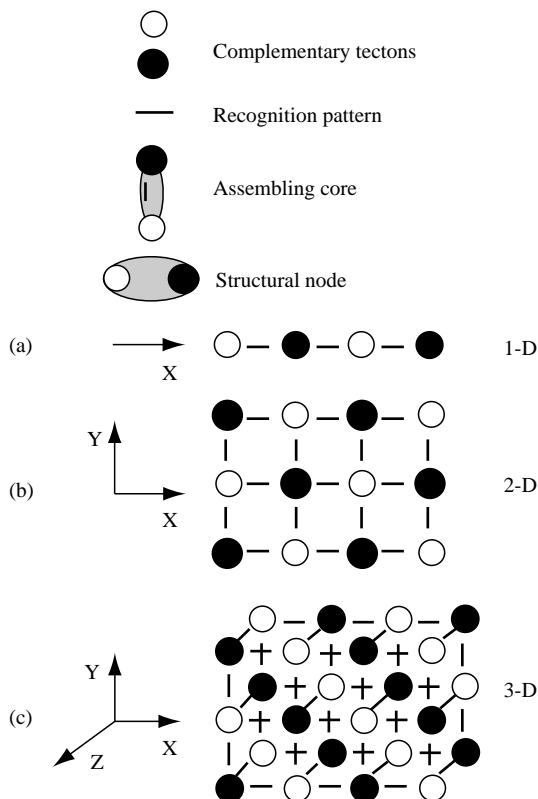 Complementary tectons
Recognition pattern
Assembling core
Structural node
(a)
X
1-D
Y
(b)
X
2-D
Y
(c)
X
Z
3-D